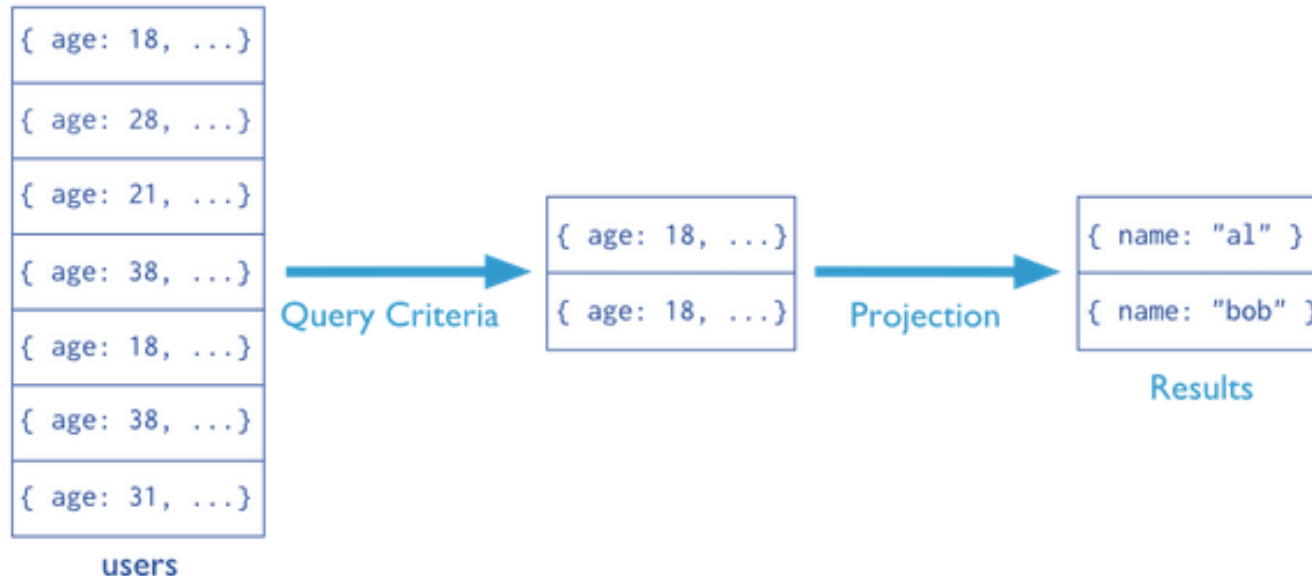 { age: 18, ...}
{ age: 28, ...}
{ age: 21, ...}
{ age: 38, ...}
{ age: 18, ...}
{ age: 38, ...}
{ age: 31, ...}
users
Query Criteria
{ age: 18, ...}
{ age: 18, ...}
Projection
{ name: "al" }
{ name: "bob" }
Results